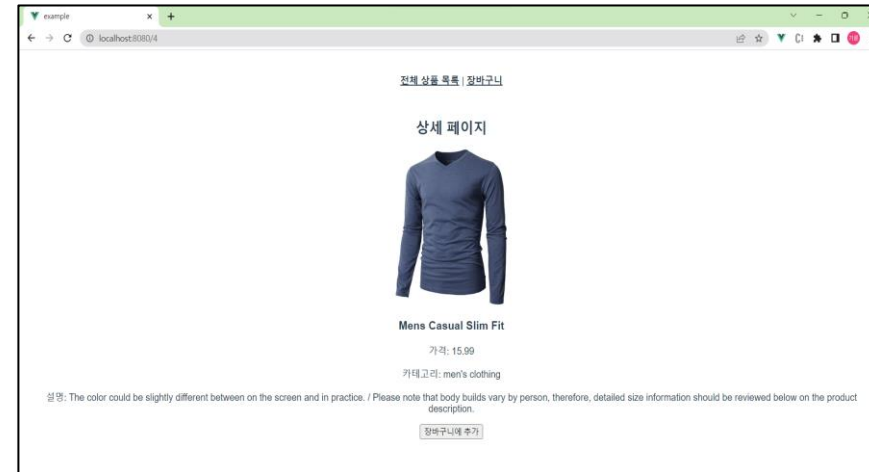 example
localhost:8080/4
전체 상품 목록 | 장바구니
상세 페이지
Mens Casual Slim Fit
가격: 15.99
카테고리: men's clothing
설명: The color could be slightly different between on the screen and in practice. / Please note that body builds vary by person, therefore, detailed size information should be reviewed below on the product
description.
장바구니에 추가